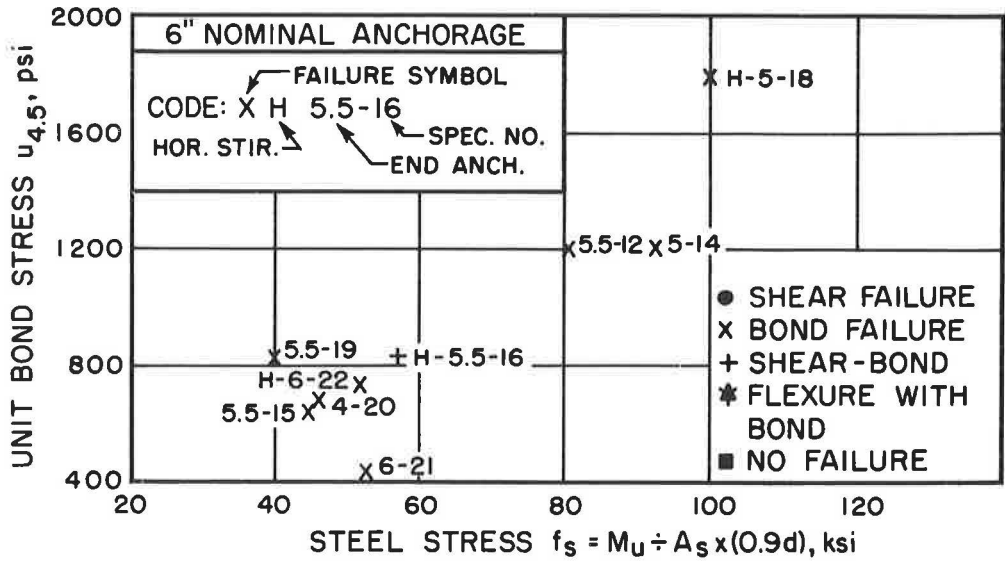 6" NOMINAL ANCHORAGE
FAILURE SYMBOL
CODE: X H 5.5-16
HOR. STIR.
SPEC. NO.
END ANCH.
UNIT BOND STRESS u4.5, psi
2000
1600
1200
800
400
H-5-18
5.5-12
5-14
5.5-19
H-5.5-16
H-6-22
5.5-15
4-20
6-21
● SHEAR FAILURE
X BOND FAILURE
+ SHEAR-BOND
FLEXURE WITH
BOND
■ NO FAILURE
20 40 60 80 100 120
STEEL STRESS fs = Mu ÷ As x (0.9d), ksi